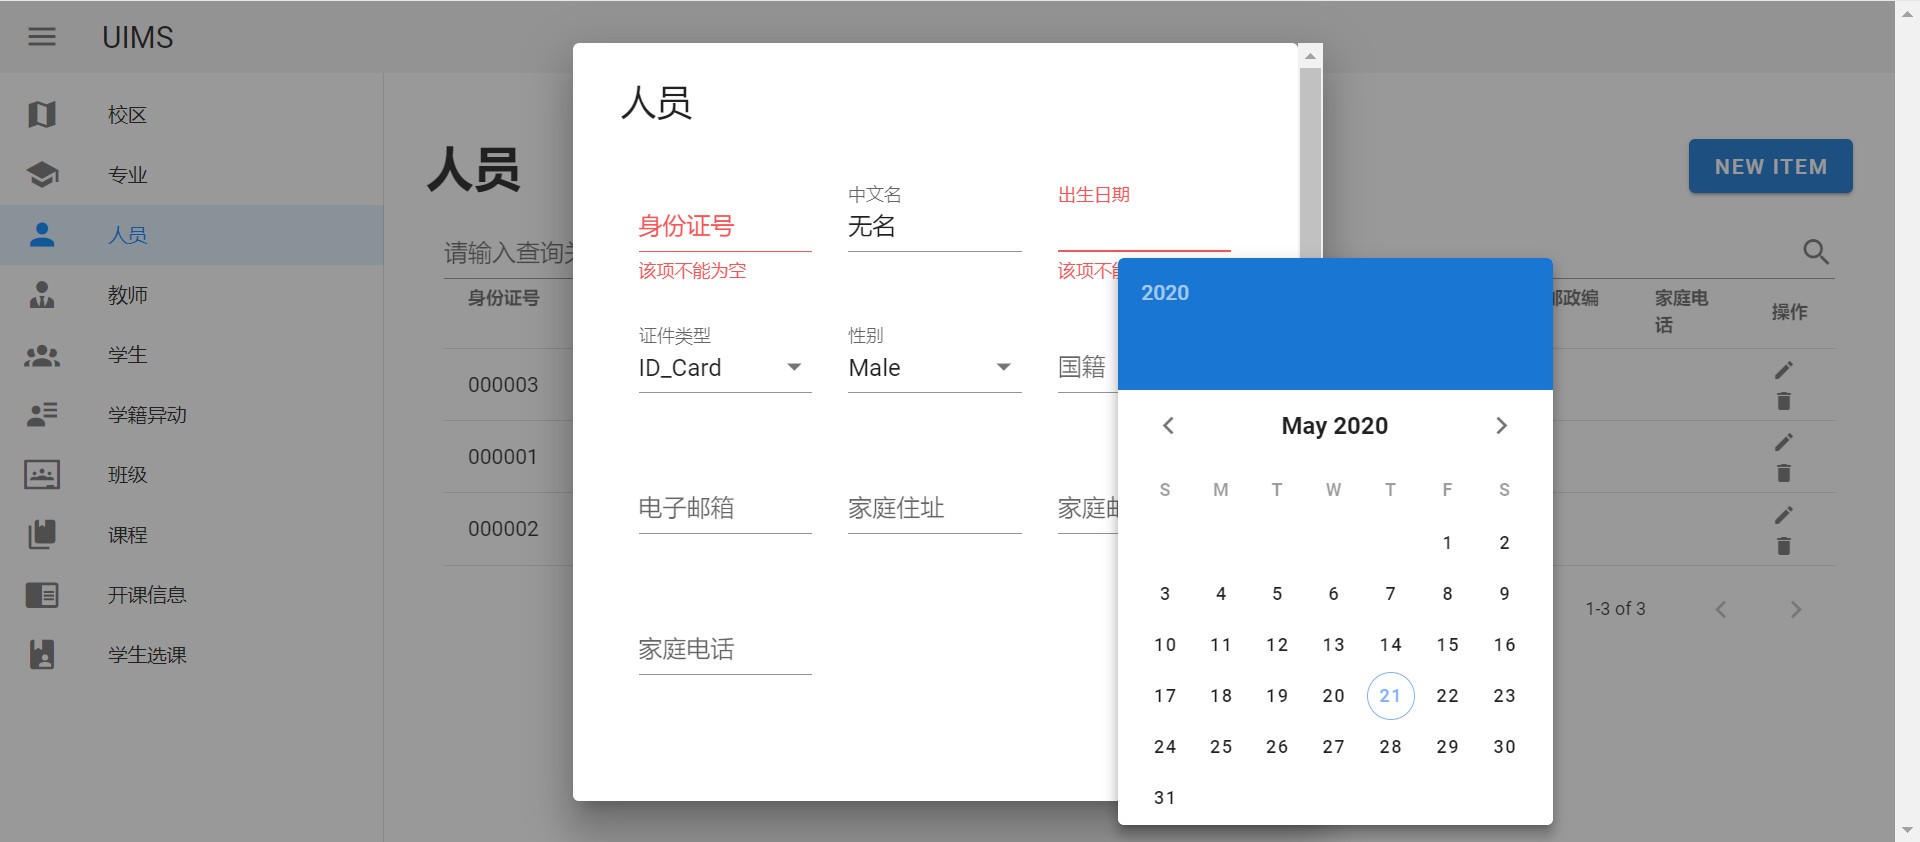 UIMS
校区
专业
人员
教师
学生
学籍异动
班级
课程
开课信息
学生选课
人员
NEW ITEM
请输入查询
身份证号
邮政编
家庭电
话
操作
000003
000001
000002
1-3 of 3
人员
身份证号
该项不能为空
中文名
无名
出生日期
该项不
证件类型
ID_Card
性别
Male
国籍
电子邮箱
家庭住址
家庭
家庭电话
2020
May 2020
S M T W T F S
1 2
3 4 5 6 7 8 9
10 11 12 13 14 15 16
17 18 19 20 21 22 23
24 25 26 27 28 29 30
31